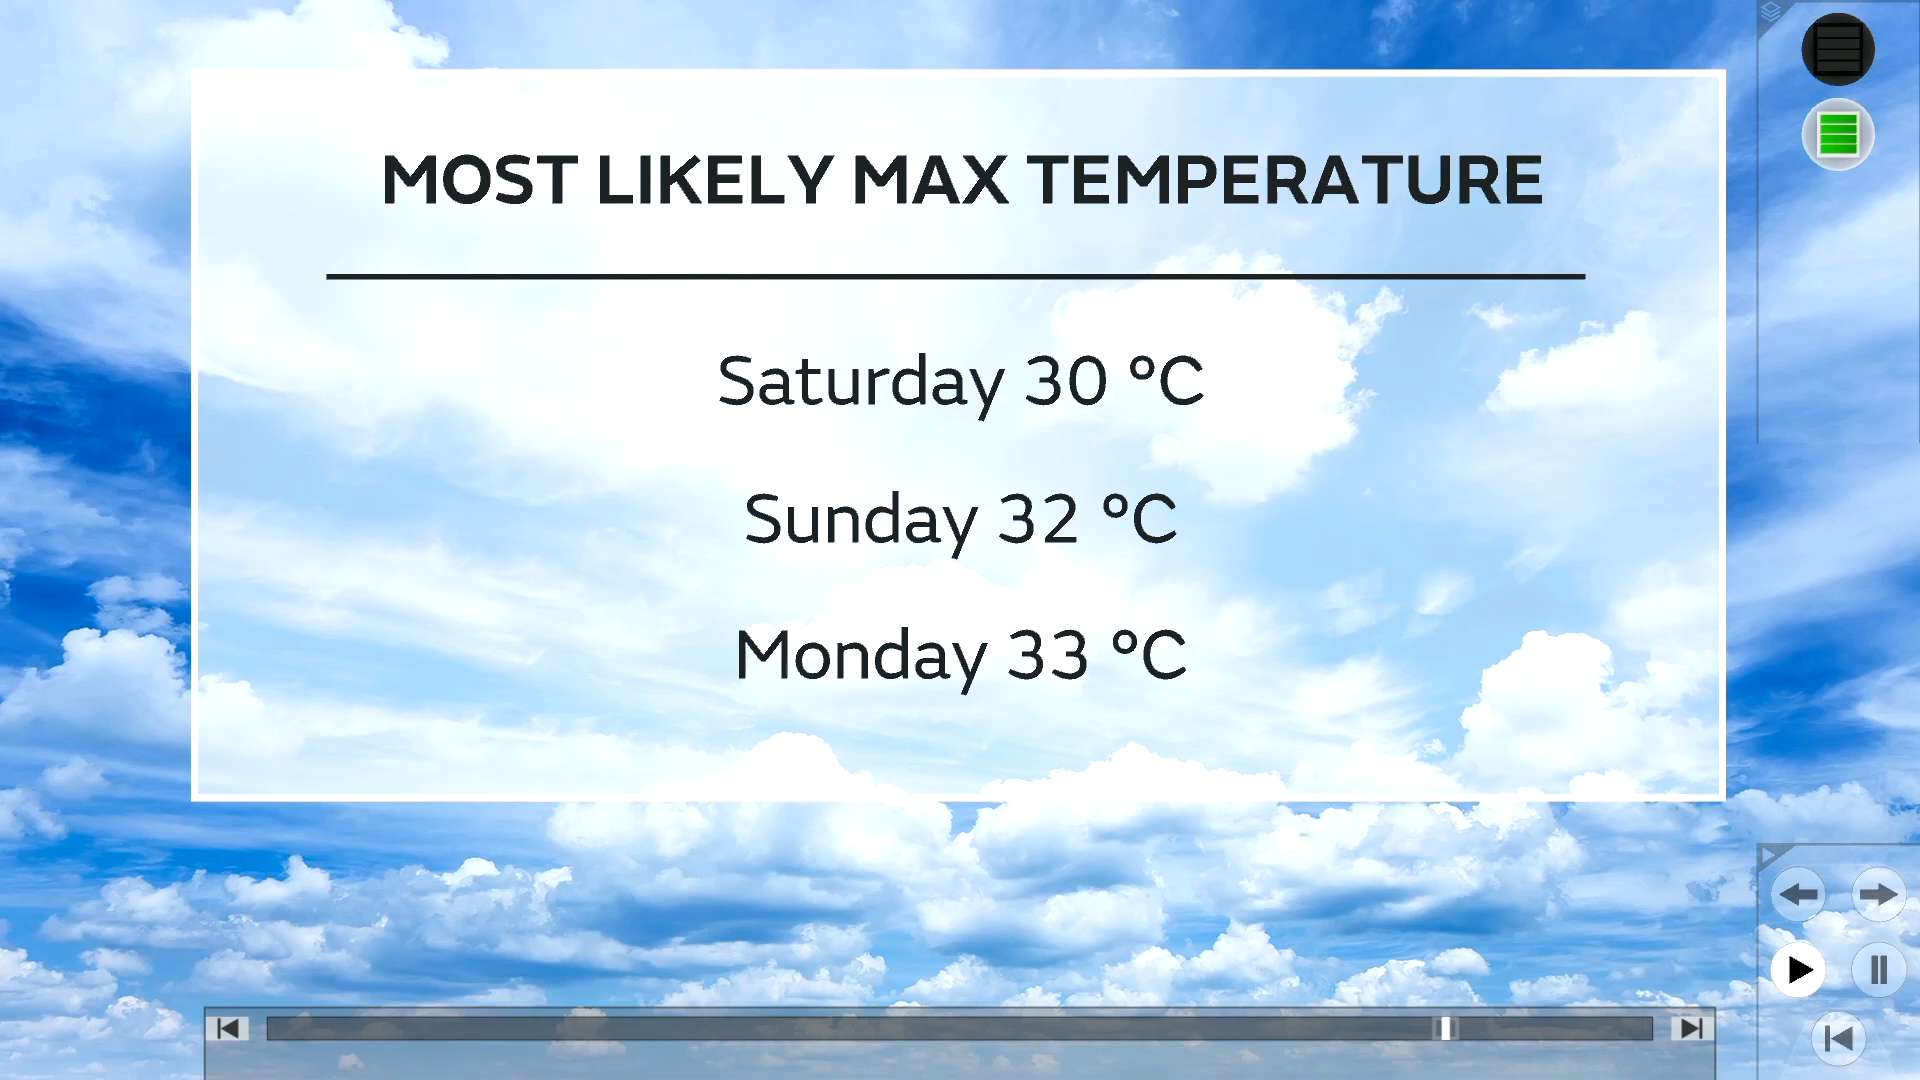 MOST LIKELY MAX TEMPERATURE
Saturday 30 °C
Sunday 32 °C
Monday 33 °C